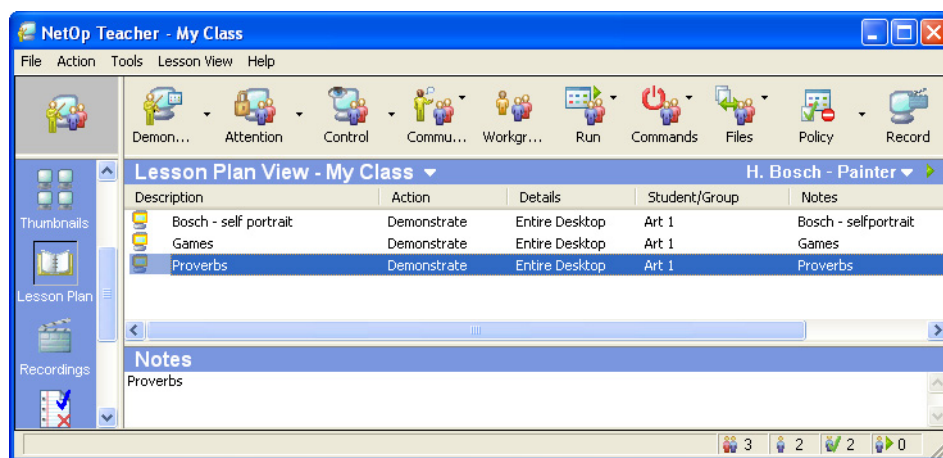 NetOp Teacher - My Class
File Action Tools Lesson View Help
Demon... Attention Control Commu... Workgr... Run Commands Files Policy Record
Lesson Plan View - My Class H. Bosch - Painter
Description Action Details Student/Group Notes
Bosch - self portrait Demonstrate Entire Desktop Art 1 Bosch - selfportrait
Games Demonstrate Entire Desktop Art 1 Games
Proverbs Demonstrate Entire Desktop Art 1 Proverbs
Thumbnails
Lesson Plan
Recordings
Notes
Proverbs
3 2 2 0